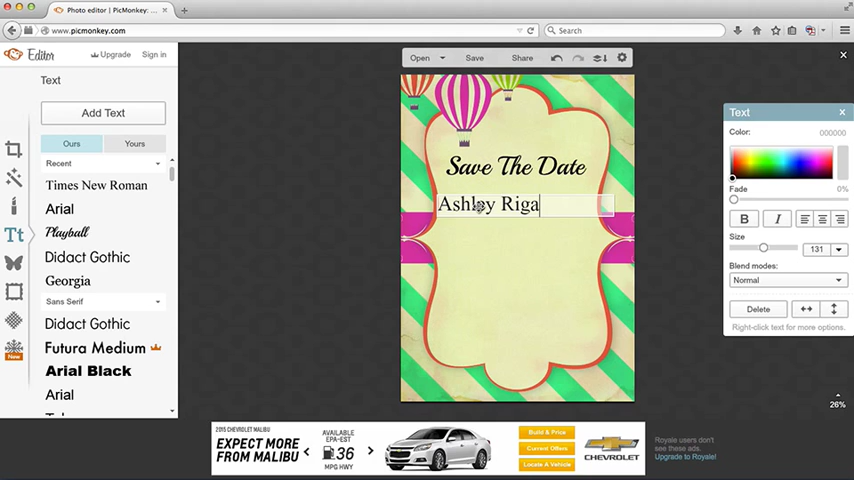 Photo editor | PicMonkey...
www.picmonkey.com
Search
Editor
Upgrade
Sign in
Open
Save
Share
Text
Add Text
Ours
Yours
Recent
Times New Roman
Arial
Playball
Didact Gothic
Georgia
Sans Serif
Didact Gothic
Futura Medium
Arial Black
Arial
Tt
New
Save The Date
Ashley Riga
Text
Color:
000000
Fade
0%
B
I
Size
131
Blend modes:
Normal
Delete
Right-click text for more options.
26%
2015 CHEVROLET MALIBU
EXPECT MORE
FROM MALIBU
AVAILABLE
EPA-EST
36
MPG HWY
Build & Price
Current Offers
Locate A Vehicle
CHEVROLET
Royale users don't
see these ads.
Upgrade to Royale!